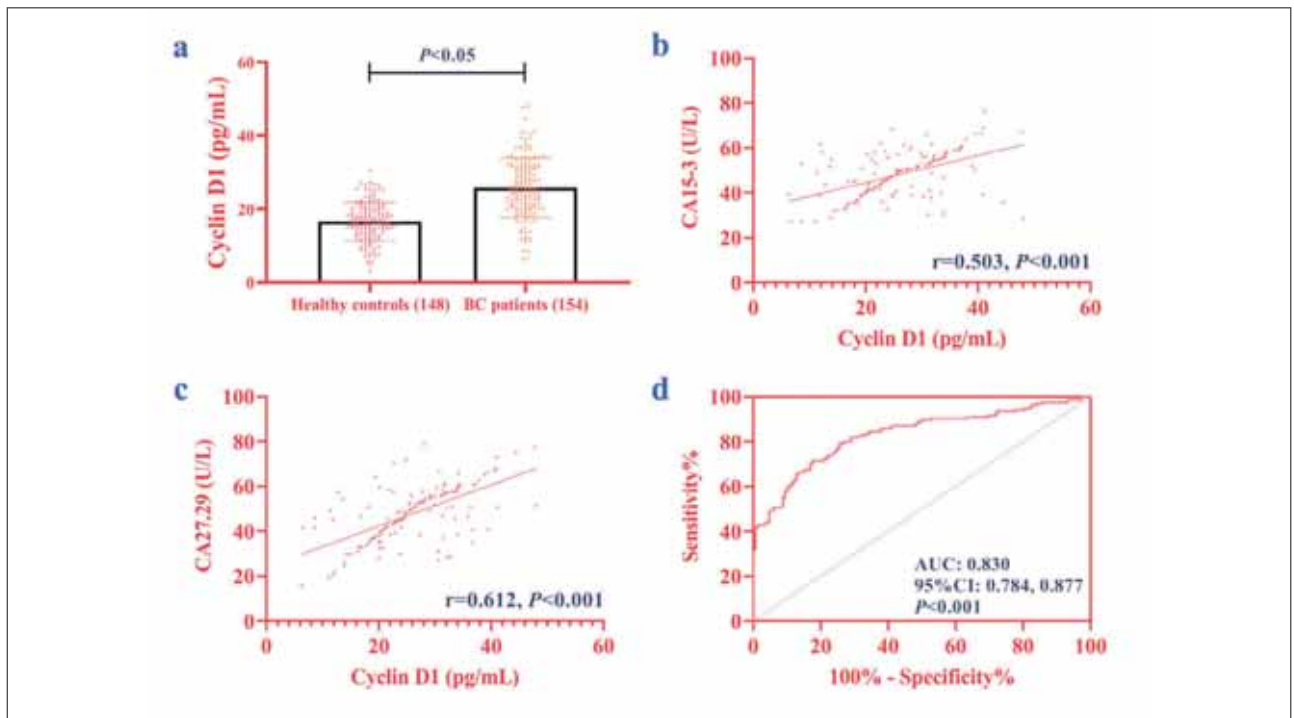 a
60
40
20
0
Cyclin D1 (pg/mL)
P<0.05
Healthy controls (148)
BC patients (154)
b
100
80
60
40
20
0
CA15-3 (U/L)
r=0.503, P<0.001
0
20
40
60
Cyclin D1 (pg/mL)
c
100
80
60
40
20
0
CA27.29 (U/L)
r=0.612, P<0.001
0
20
40
60
Cyclin D1 (pg/mL)
d
100
80
60
40
20
0
Sensitivity%
AUC: 0.830
95%CI: 0.784, 0.877
P<0.001
0
20
40
60
80
100
100% - Specificity%